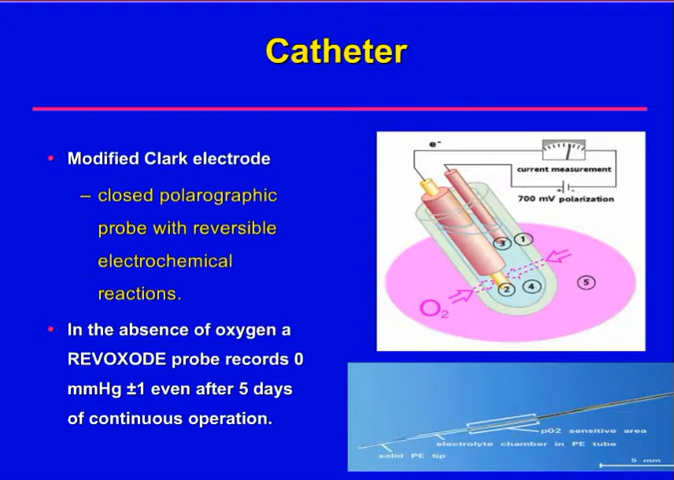 Catheter
• Modified Clark electrode
– closed polarographic
probe with reversible
electrochemical
reactions.
• In the absence of oxygen a
REVOXODE probe records 0
mmHg ±1 even after 5 days
of continuous operation.
e-
current measurement
700 mV polarization
3
1
2
4
5
O2
pO2 sensitive area
electrolyte chamber in PE tube
solid PE tip
5 mm